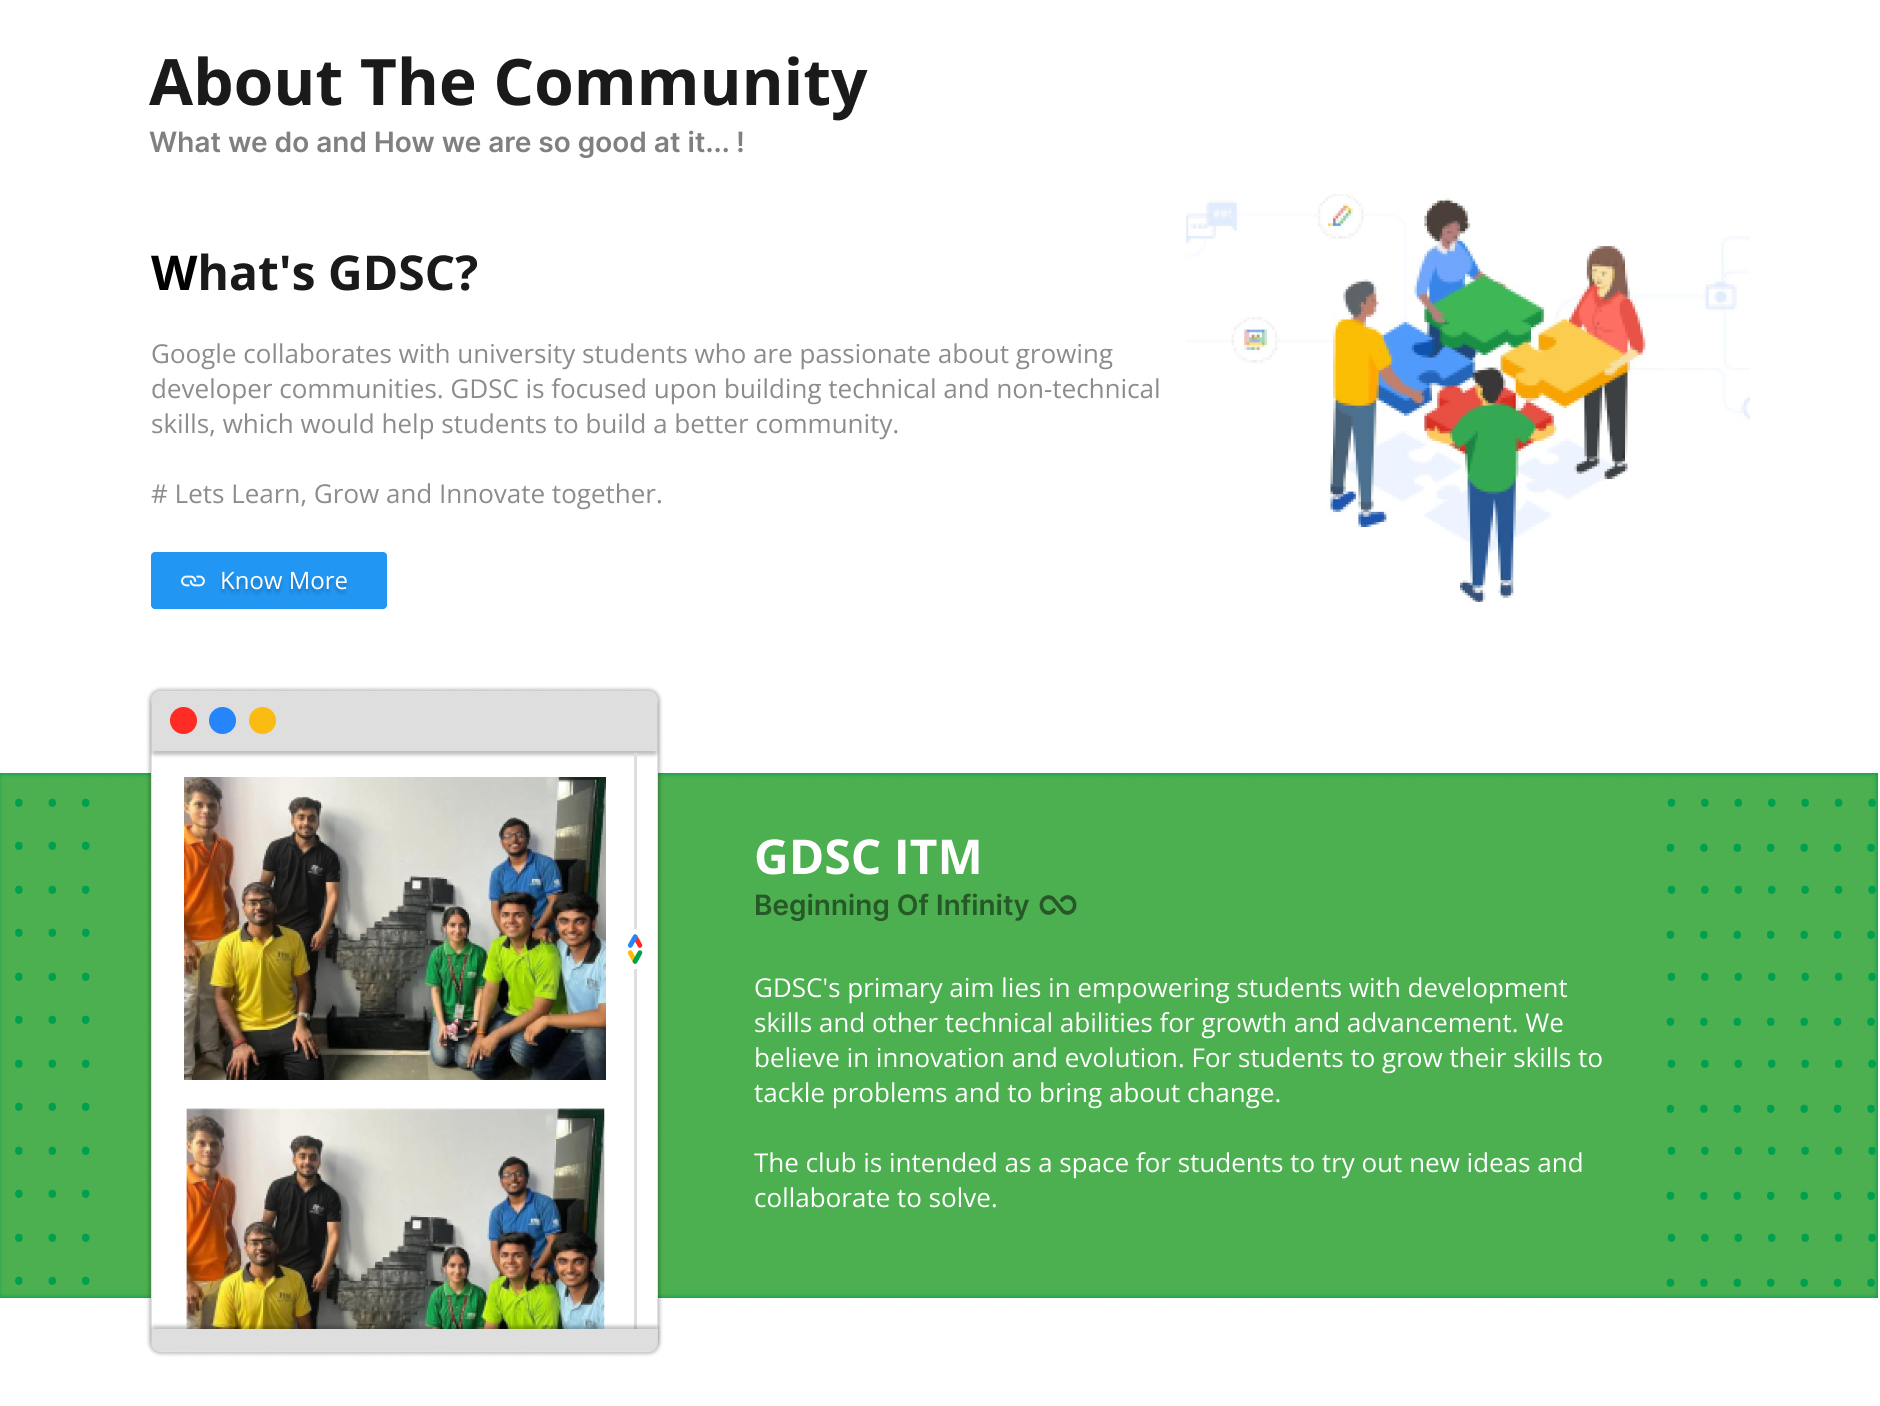 About The Community
What we do and How we are so good at it... !
What's GDSC?
Google collaborates with university students who are passionate about growing
developer communities. GDSC is focused upon building technical and non-technical
skills, which would help students to build a better community.
# Lets Learn, Grow and Innovate together.
Know More
GDSC ITM
Beginning Of Infinity
GDSC's primary aim lies in empowering students with development
skills and other technical abilities for growth and advancement. We
believe in innovation and evolution. For students to grow their skills to
tackle problems and to bring about change.
The club is intended as a space for students to try out new ideas and
collaborate to solve.